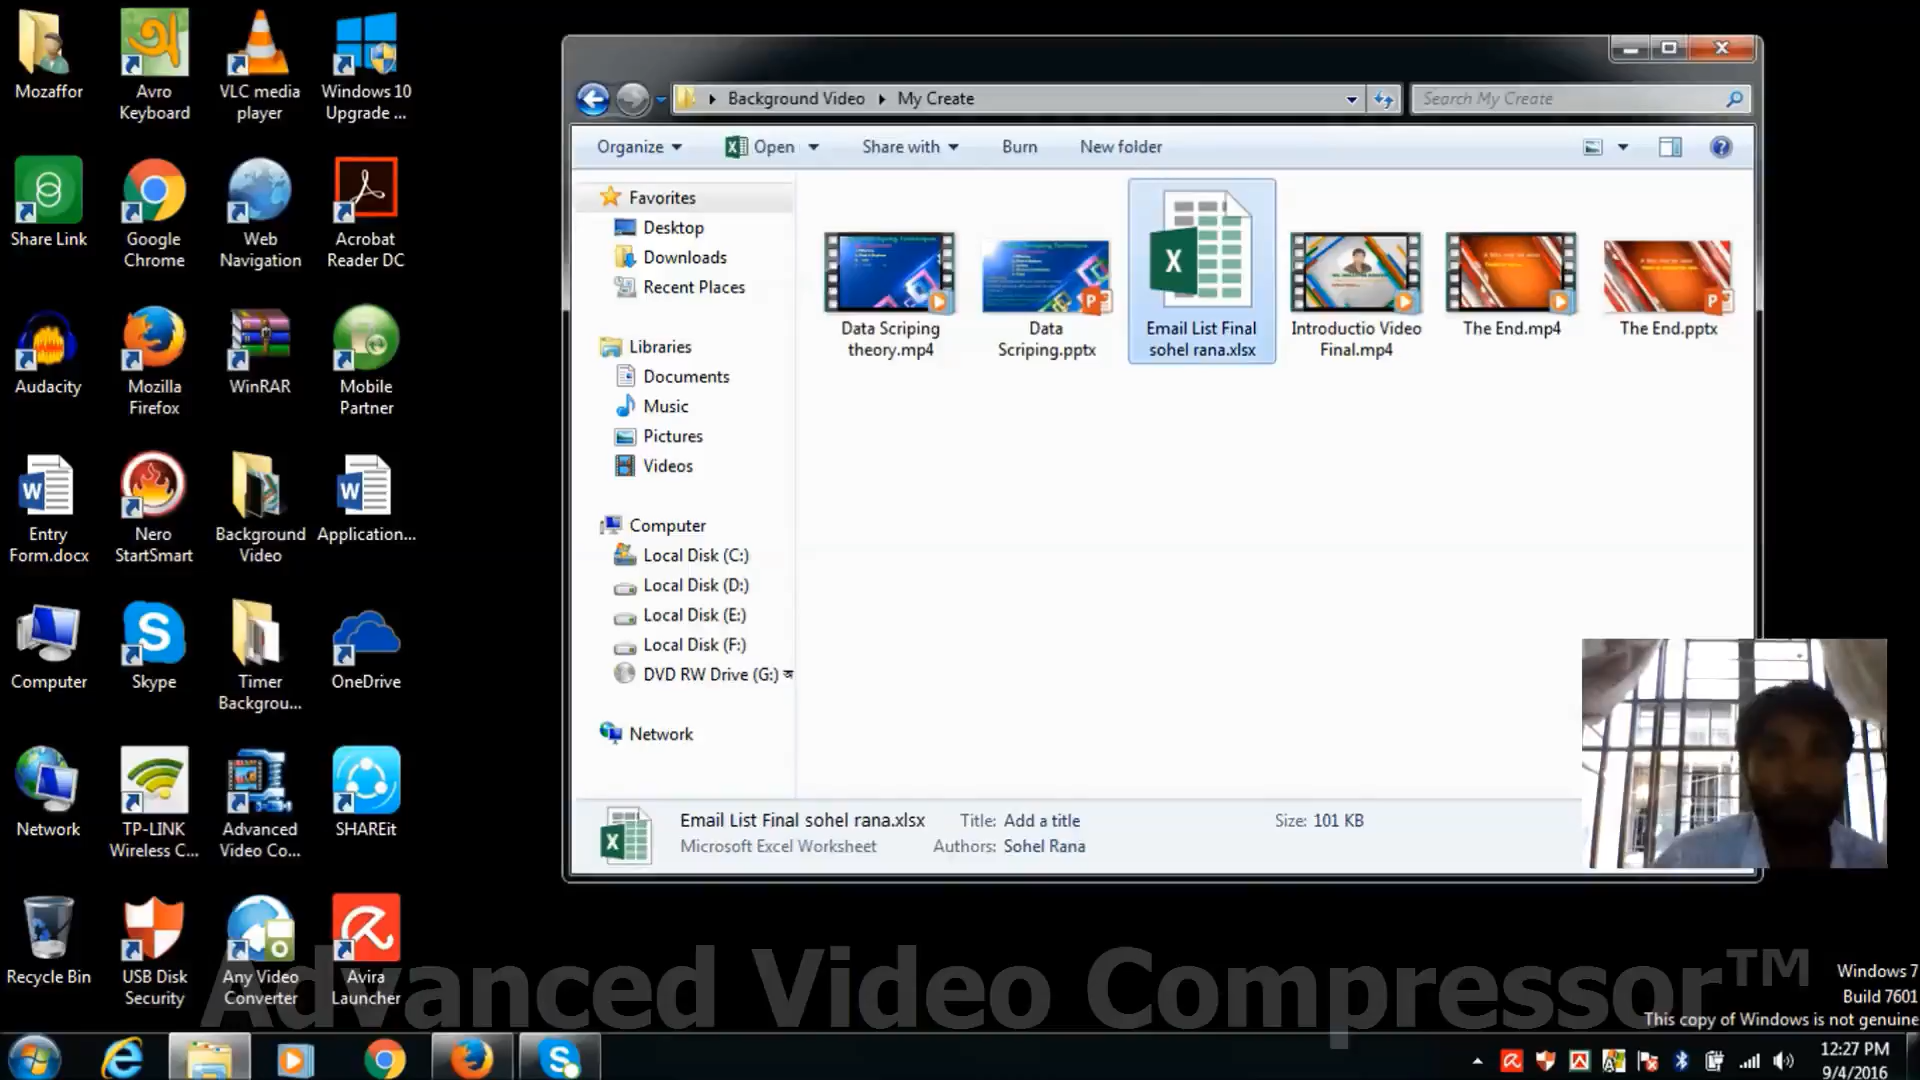 Mozaffor
Avro
Keyboard
VLC media
player
Windows 10
Upgrade ...
Share Link
Google
Chrome
Web
Navigation
Acrobat
Reader DC
Audacity
Mozilla
Firefox
WinRAR
Mobile
Partner
Entry
Form.docx
Nero
StartSmart
Background
Video
Application...
Computer
Skype
Timer
Backgrou...
OneDrive
Network
TP-LINK
Wireless C...
Advanced
Video Co...
SHAREit
Recycle Bin
USB Disk
Security
Any Video
Converter
Avira
Launcher
Background Video
My Create
Search My Create
Organize
Open
Share with
Burn
New folder
Favorites
Desktop
Downloads
Recent Places
Libraries
Documents
Music
Pictures
Videos
Computer
Local Disk (C:)
Local Disk (D:)
Local Disk (E:)
Local Disk (F:)
DVD RW Drive (G:)
Network
Data Scriping
theory.mp4
Data
Scriping.pptx
Email List Final
sohel rana.xlsx
Introductio Video
Final.mp4
The End.mp4
The End.pptx
Email List Final sohel rana.xlsx
Title: Add a title
Size: 101 KB
Microsoft Excel Worksheet
Authors: Sohel Rana
Advanced Video Compressor™
Windows 7
Build 7601
This copy of Windows is not genuine
12:27 PM
9/4/2016